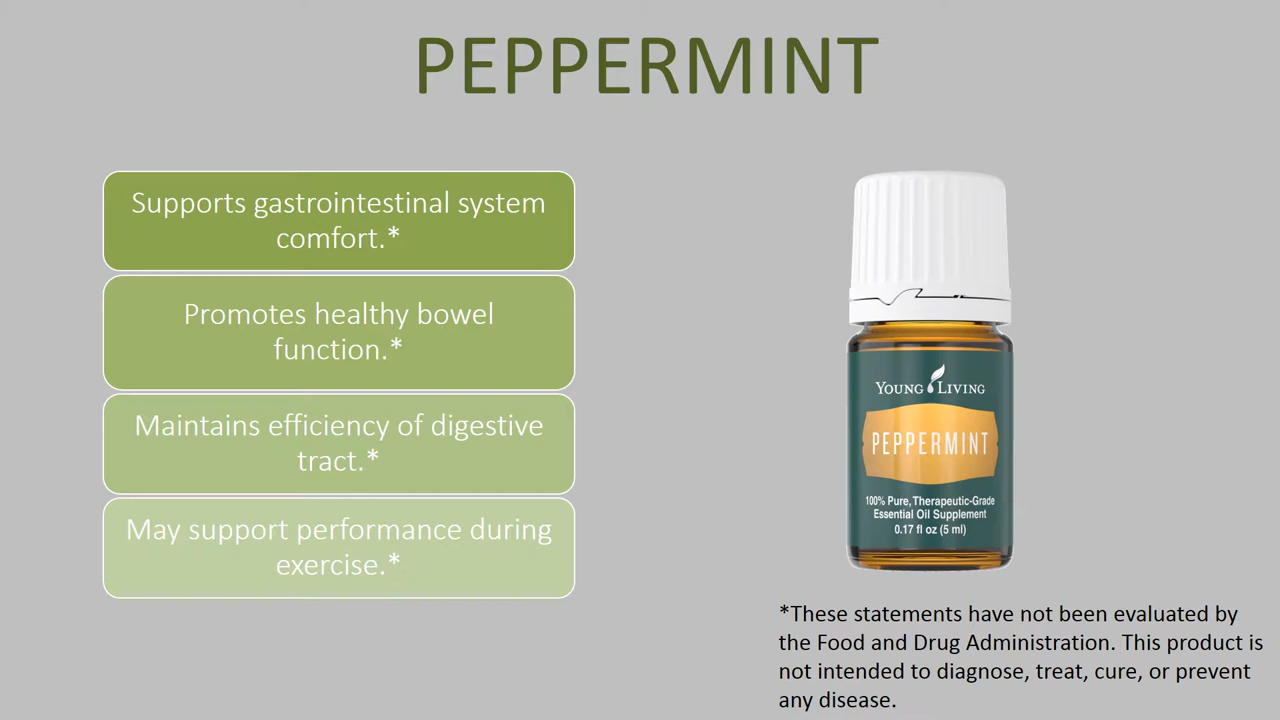 PEPPERMINT
Supports gastrointestinal system
comfort.*
Promotes healthy bowel
function.*
Maintains efficiency of digestive
tract.*
May support performance during
exercise.*
YOUNG LIVING
PEPPERMINT
100% Pure, Therapeutic-Grade
Essential Oil Supplement
0.17 fl oz (5 ml)
*These statements have not been evaluated by
the Food and Drug Administration. This product is
not intended to diagnose, treat, cure, or prevent
any disease.